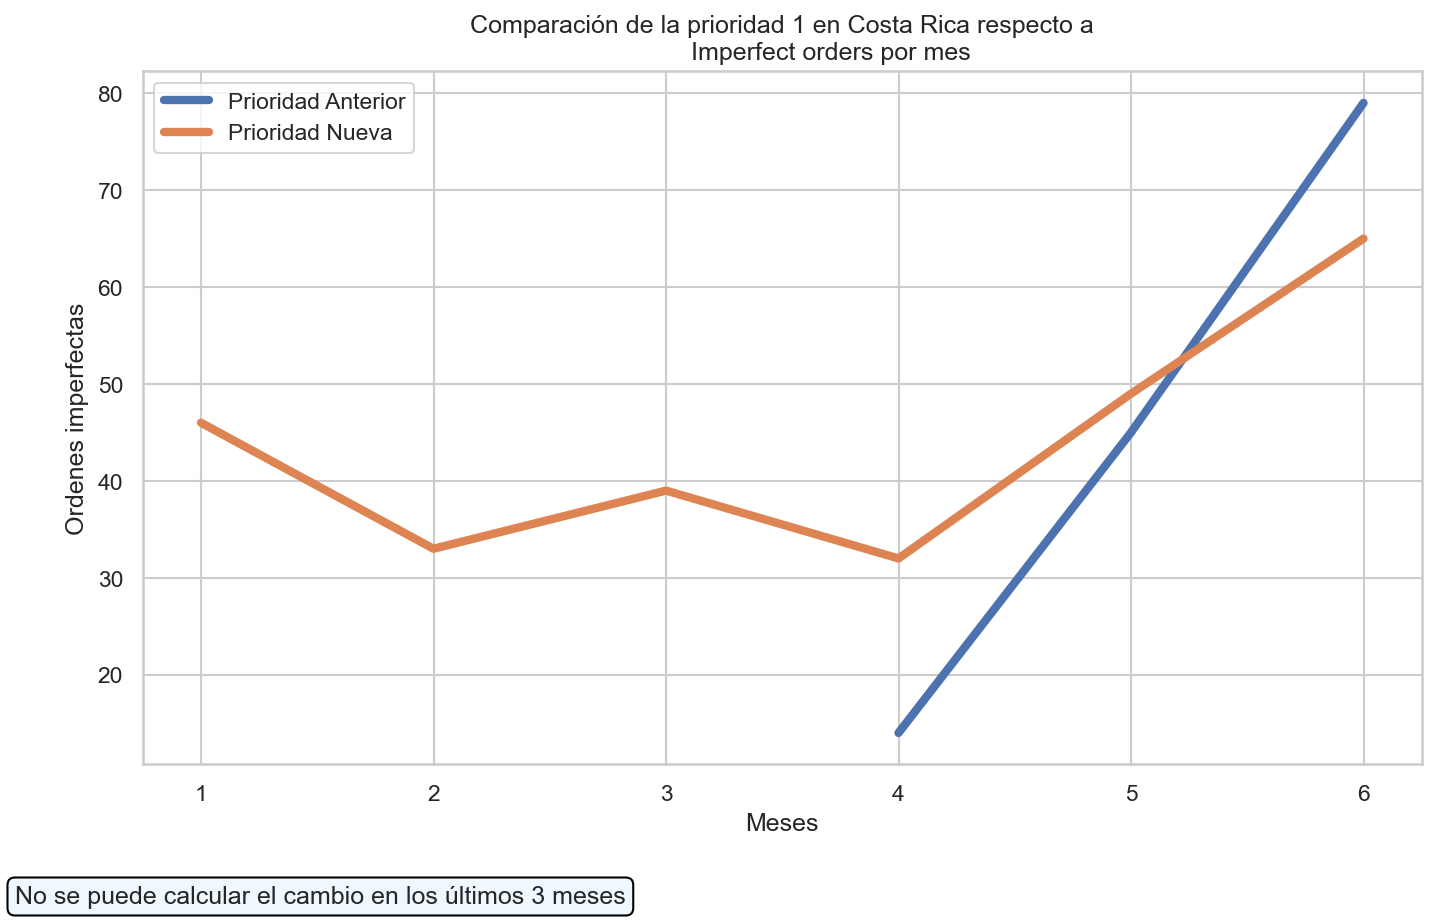 Comparación de la prioridad 1 en Costa Rica respecto a
Imperfect orders por mes
Prioridad Anterior
Prioridad Nueva
80
70
60
50
40
30
20
Ordenes imperfectas
1 2 3 4 5 6
Meses
No se puede calcular el cambio en los últimos 3 meses